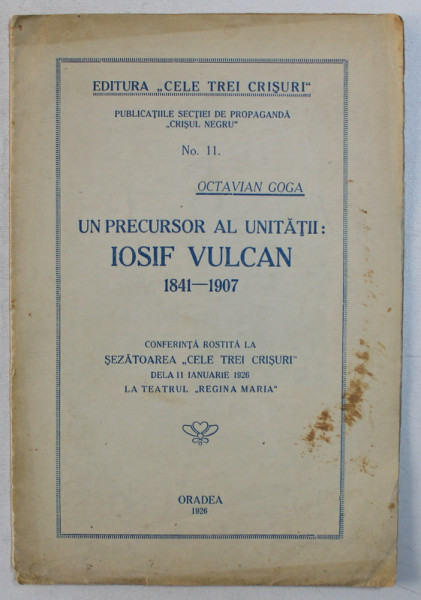 EDITURA „CELE TREI CRIŞURI“
PUBLICAŢIILE SECŢIEI DE PROPAGANDĂ
„CRIŞUL NEGRU“
No. 11.
OCTAVIAN GOGA
UN PRECURSOR AL UNITĂŢII:
IOSIF VULCAN
1841—1907
CONFERINŢĂ ROSTITĂ LA
ŞEZĂTOAREA „CELE TREI CRIŞURI“
DELA 11 IANUARIE 1926
LA TEATRUL „REGINA MARIA“
ORADEA
1926